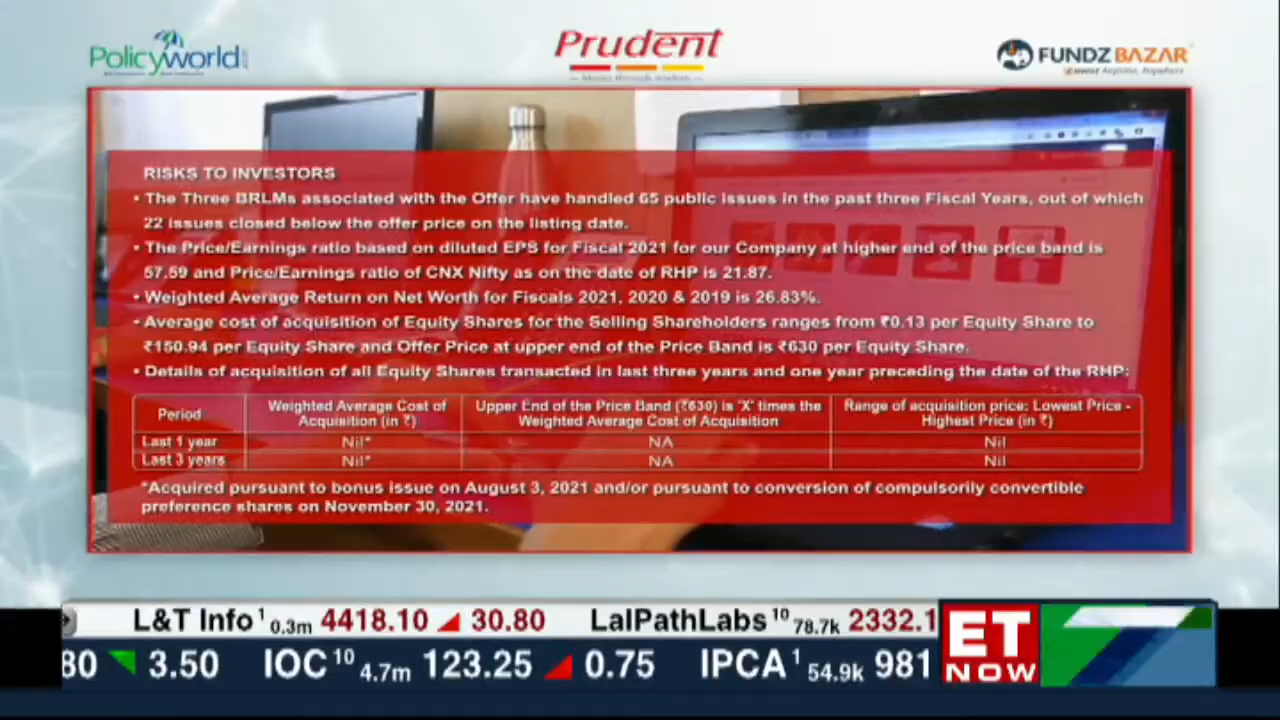 Policyworld
Prudent
FUNDZ BAZAR
Invest Anytime, Anywhere
RISKS TO INVESTORS
• The Three BRLMs associated with the Offer have handled 65 public issues in the past three Fiscal Years, out of which
22 issues closed below the offer price on the listing date.
• The Price/Earnings ratio based on diluted EPS for Fiscal 2021 for our Company at higher end of the price band is
57.59 and Price/Earnings ratio of CNX Nifty as on the date of RHP is 21.87.
• Weighted Average Return on Net Worth for Fiscals 2021, 2020 & 2019 is 26.83%.
• Average cost of acquisition of Equity Shares for the Selling Shareholders ranges from ₹0.13 per Equity Share to
₹150.94 per Equity Share and Offer Price at upper end of the Price Band is ₹630 per Equity Share.
• Details of acquisition of all Equity Shares transacted in last three years and one year preceding the date of the RHP:
Period
Weighted Average Cost of
Acquisition (in ₹)
Upper End of the Price Band (₹630) is 'X' times the
Weighted Average Cost of Acquisition
Range of acquisition price: Lowest Price -
Highest Price (in ₹)
Last 1 year Nil* NA Nil
Last 3 years Nil* NA Nil
*Acquired pursuant to bonus issue on August 3, 2021 and/or pursuant to conversion of compulsorily convertible
preference shares on November 30, 2021.
L&T Info 1 0.3m 4418.10 30.80 LalPathLabs 10 78.7k 2332.1
80 3.50 IOC 10 4.7m 123.25 0.75 IPCA 1 54.9k 981
ET
NOW